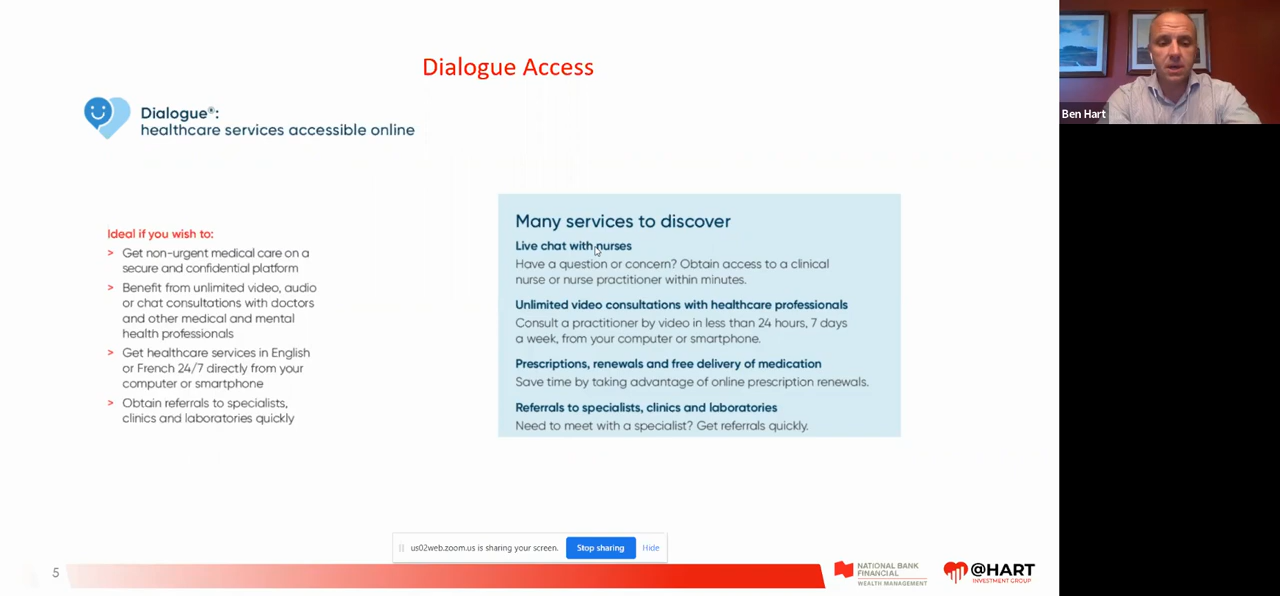 Dialogue Access
Dialogue®:
healthcare services accessible online
Ideal if you wish to:
> Get non-urgent medical care on a
secure and confidential platform
> Benefit from unlimited video, audio
or chat consultations with doctors
and other medical and mental
health professionals
> Get healthcare services in English
or French 24/7 directly from your
computer or smartphone
> Obtain referrals to specialists,
clinics and laboratories quickly
Many services to discover
Live chat with nurses
Have a question or concern? Obtain access to a clinical
nurse or nurse practitioner within minutes.
Unlimited video consultations with healthcare professionals
Consult a practitioner by video in less than 24 hours, 7 days
a week, from your computer or smartphone.
Prescriptions, renewals and free delivery of medication
Save time by taking advantage of online prescription renewals.
Referrals to specialists, clinics and laboratories
Need to meet with a specialist? Get referrals quickly.
us02web.zoom.us is sharing your screen.
Stop sharing
Hide
5
NATIONAL BANK
FINANCIAL
WEALTH MANAGEMENT
@HART
INVESTMENT GROUP
Ben Hart